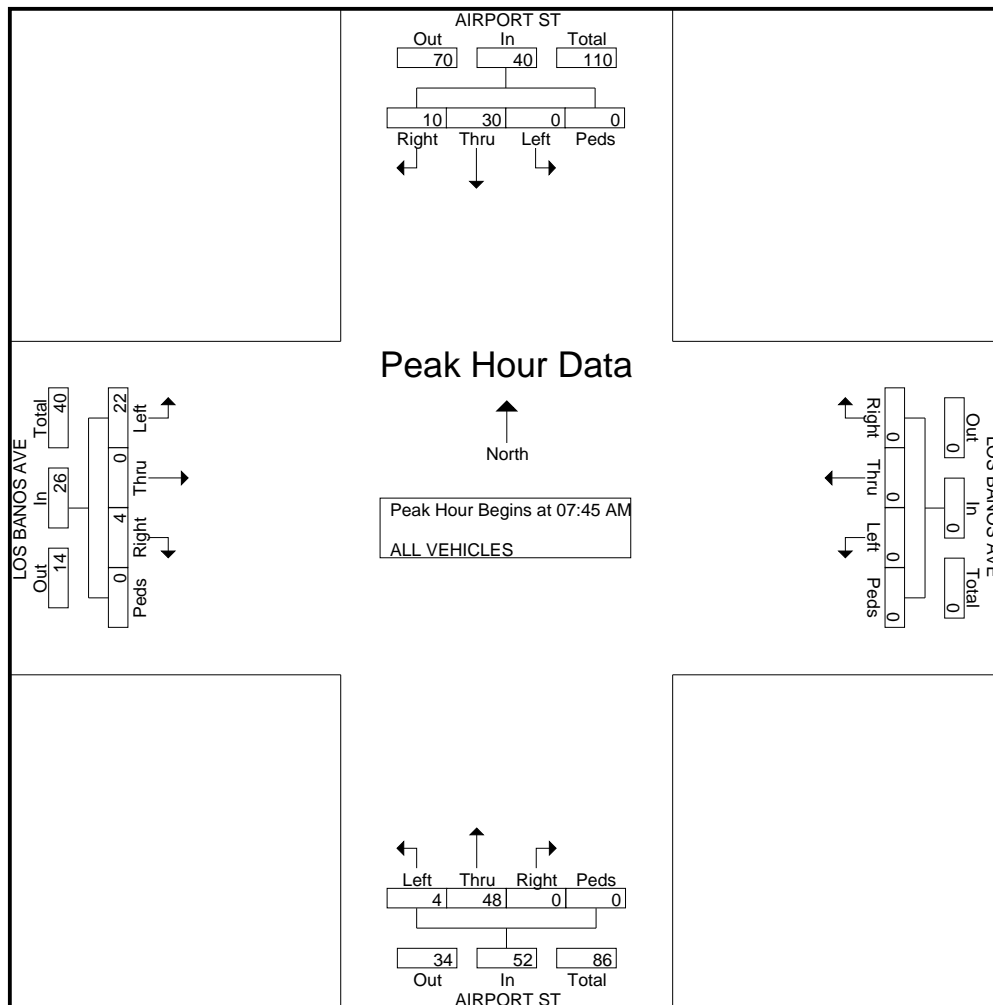 AIRPORT ST
Out In Total
70 40 110
10 30 0 0
Right Thru Left Peds
Peak Hour Data
North
Peak Hour Begins at 07:45 AM
ALL VEHICLES
LOS BANOS AVE
Out In Total
14 26 40
22 0 4 0
Left Thru Right Peds
Right Thru Left Peds
0 0 0 0
Out In Total
0 0 0
LOS BANOS AVE
Left Thru Right Peds
4 48 0 0
34 52 86
Out In Total
AIRPORT ST